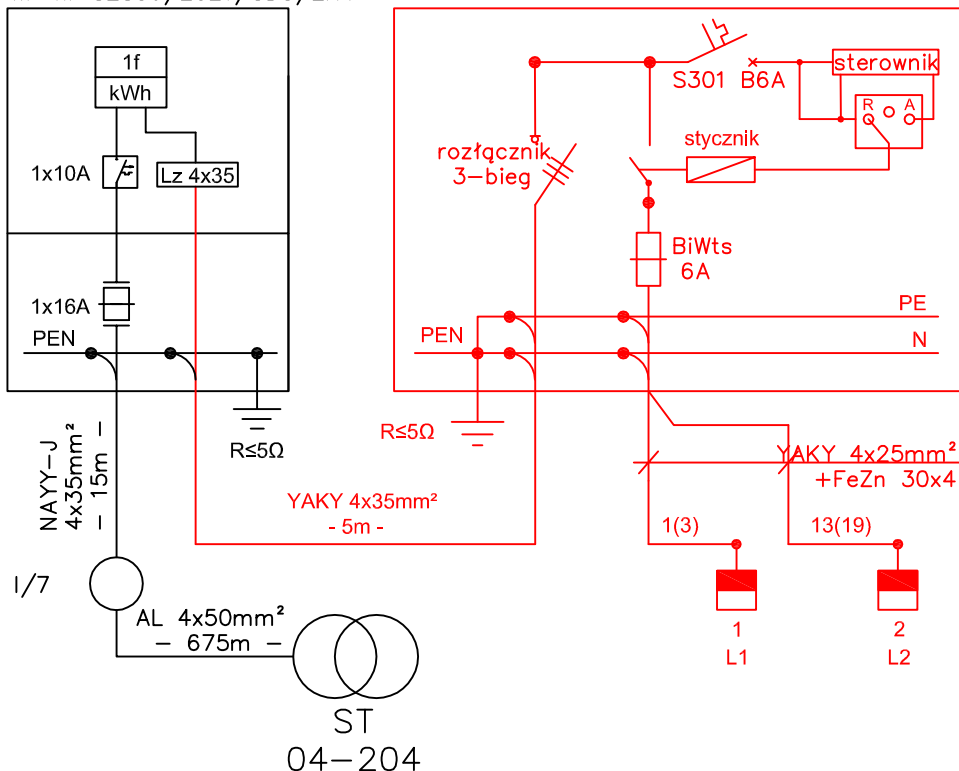 1f
kWh
1x10A
Lz 4x35
1x16A
PEN
R≤5Ω
NAYY-J
4x35mm²
- 15m -
I/7
AL 4x50mm²
- 675m -
ST
04-204
YAKY 4x35mm²
- 5m -
S301 B6A
sterownik
R A
rozłącznik
3-bieg
stycznik
BiWts
6A
PE
PEN
N
R≤5Ω
YAKY 4x25mm²
+FeZn 30x4
1(3)
13(19)
1
L1
2
L2